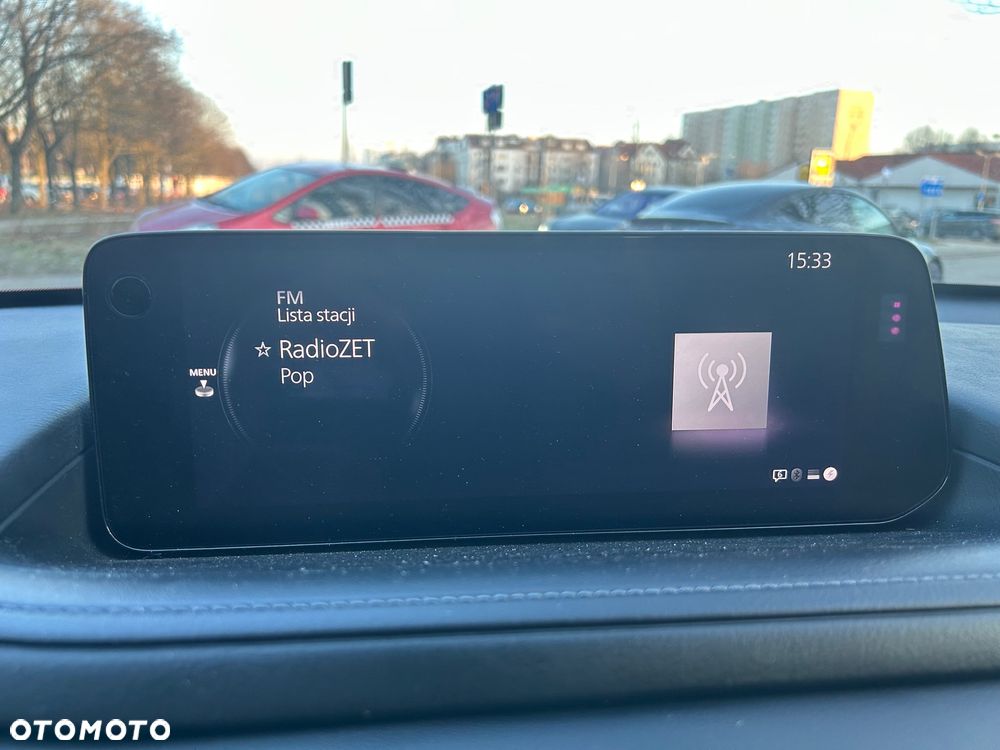 15:33
FM
Lista stacji
☆ RadioZET
Pop
MENU
OTOMOTO